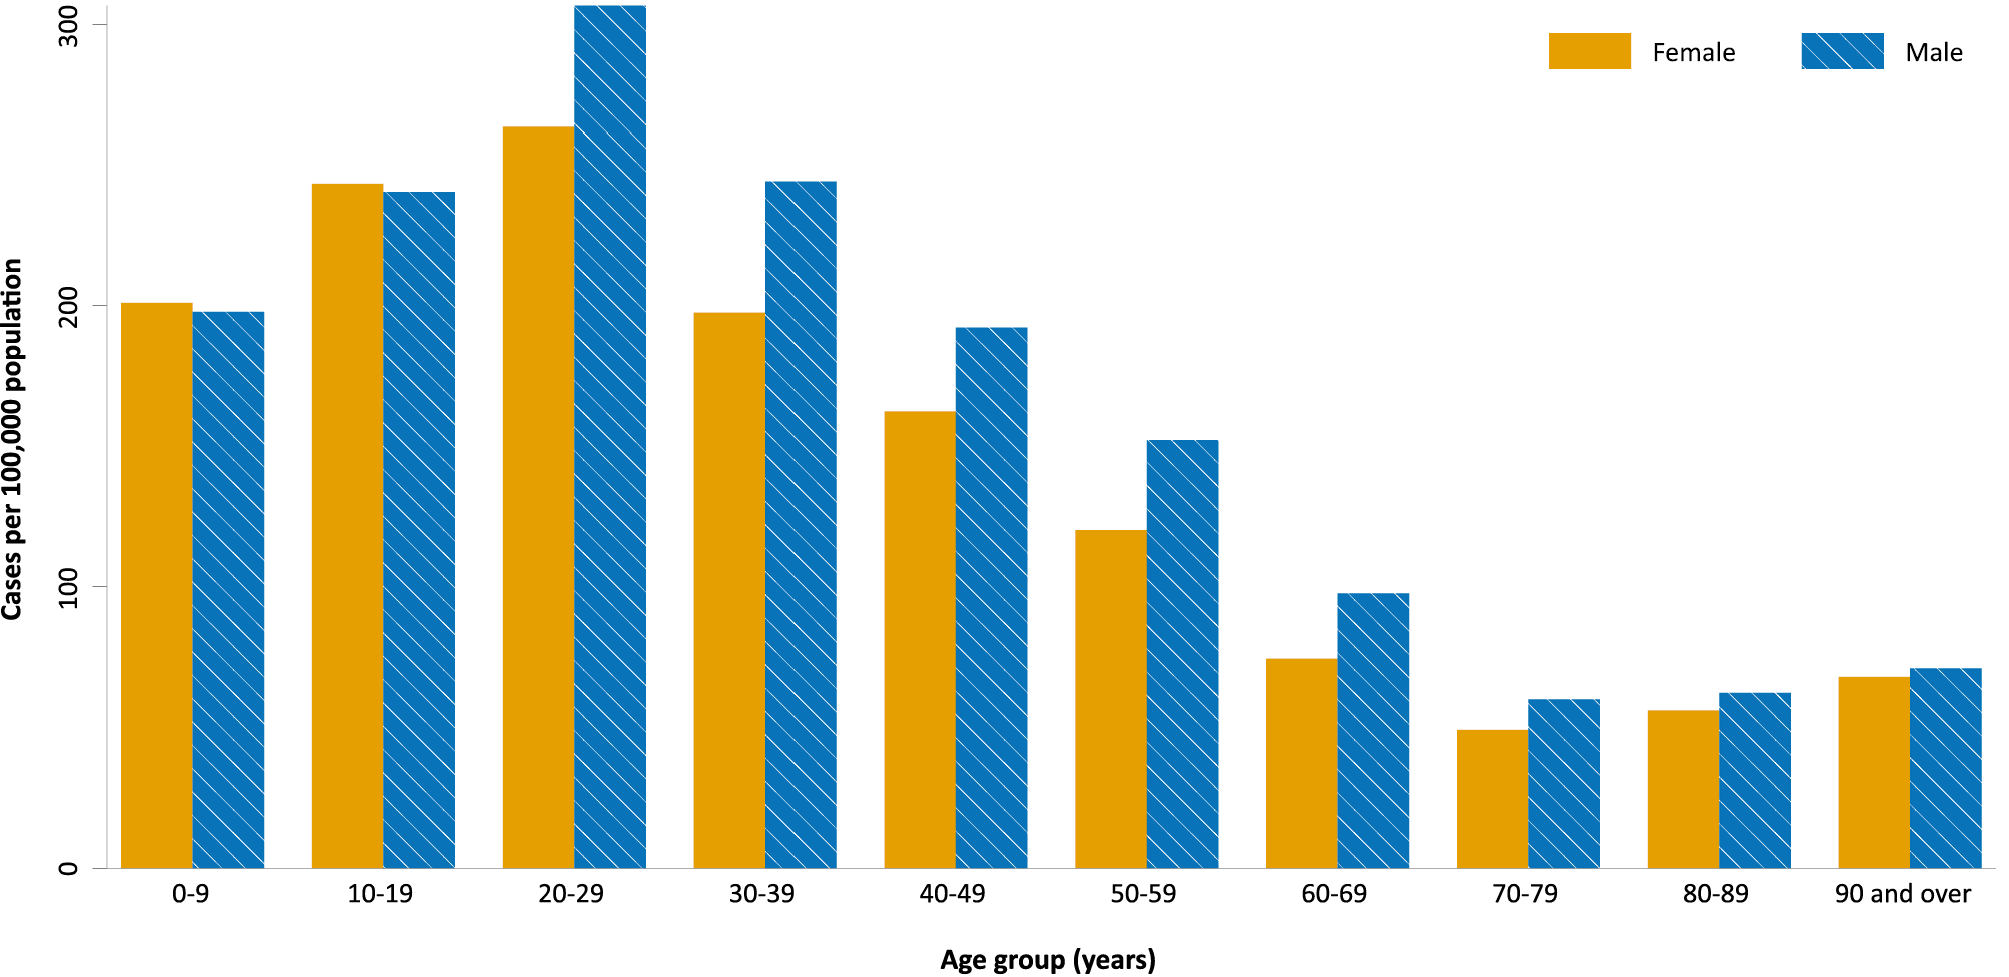 Female
Male
Cases per 100,000 population
300
200
100
0
0-9
10-19
20-29
30-39
40-49
50-59
60-69
70-79
80-89
90 and over
Age group (years)